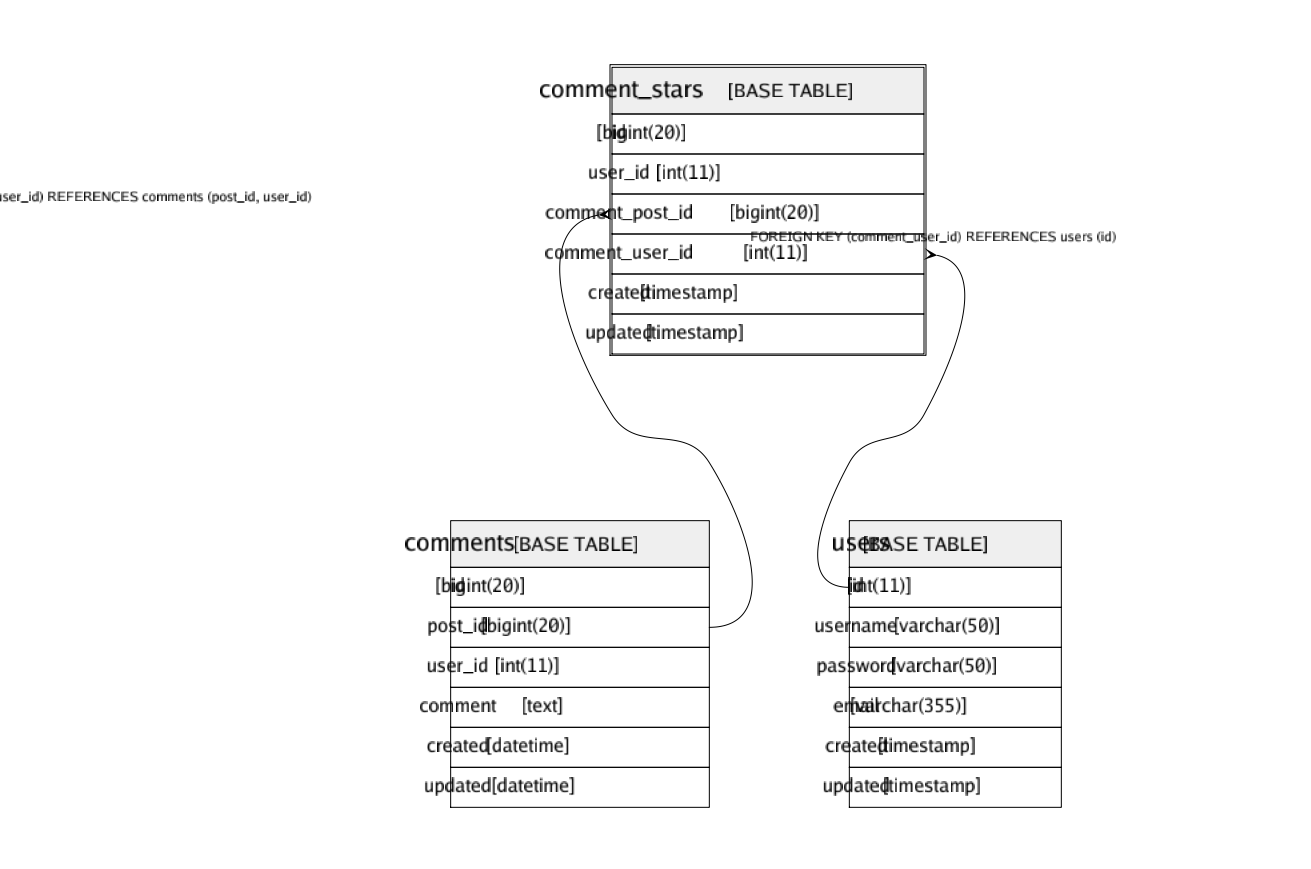 comment_stars [BASE TABLE]
id [bigint(20)]
user_id [int(11)]
user_id) REFERENCES comments (post_id, user_id)
comment_post_id [bigint(20)]
FOREIGN KEY (comment_user_id) REFERENCES users (id)
comment_user_id [int(11)]
created [timestamp]
updated [timestamp]
comments [BASE TABLE]
id [bigint(20)]
post_id [bigint(20)]
user_id [int(11)]
comment [text]
created [datetime]
updated [datetime]
users [BASE TABLE]
id [int(11)]
username [varchar(50)]
password [varchar(50)]
email [varchar(355)]
created [timestamp]
updated [timestamp]